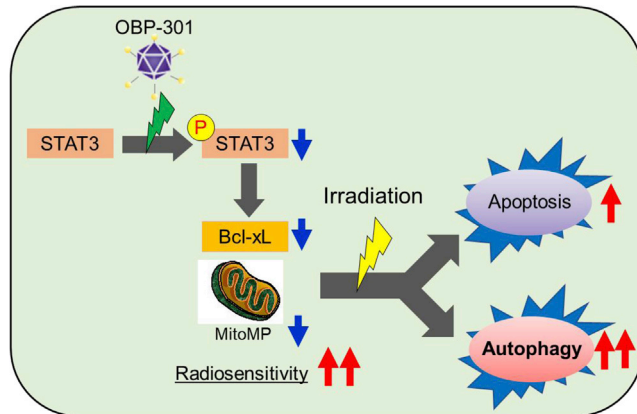 OBP-301
STAT3
P
STAT3
Bcl-xL
MitoMP
Radiosensitivity
Irradiation
Apoptosis
Autophagy